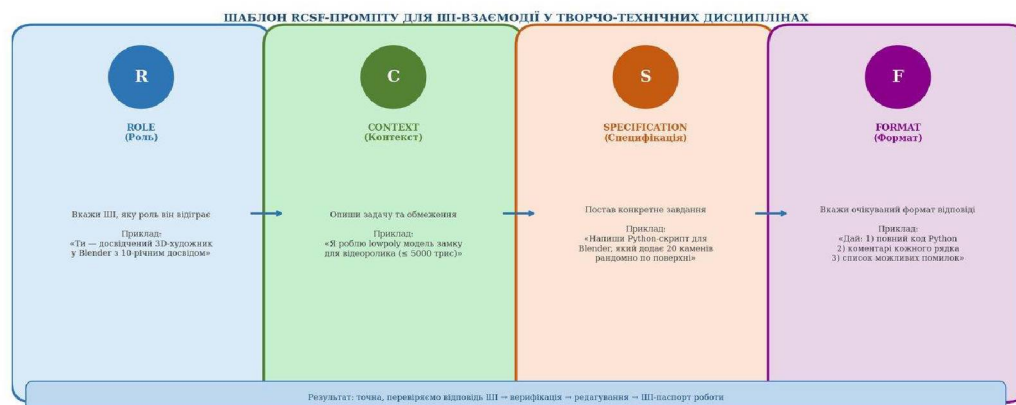 ШАБЛОН RCSF-ПРОМПТУ ДЛЯ ШІ-ВЗАЄМОДІЇ У ТВОРЧО-ТЕХНІЧНИХ ДИСЦИПЛІНАХ
R
ROLE
(Роль)
Вкажи ШІ, яку роль він відіграє
Приклад:
«Ти — досвідчений 3D-художник
у Blender з 10-річним досвідом»
C
CONTEXT
(Контекст)
Опиши задачу та обмеження
Приклад:
«Я роблю lowpoly модель замку
для відеоролика (≤ 5000 трис)»
S
SPECIFICATION
(Специфікація)
Постав конкретне завдання
Приклад:
«Напиши Python-скрипт для
Blender, який додає 20 каменів
рандомно по поверхні»
F
FORMAT
(Формат)
Вкажи очікуваний формат відповіді
Приклад:
«Дай: 1) повний код Python
2) коментарі кожного рядка
3) список можливих помилок»
Результат: точна, перевіряємо відповідь ШІ → верифікація → редагування → ШІ-паспорт роботи